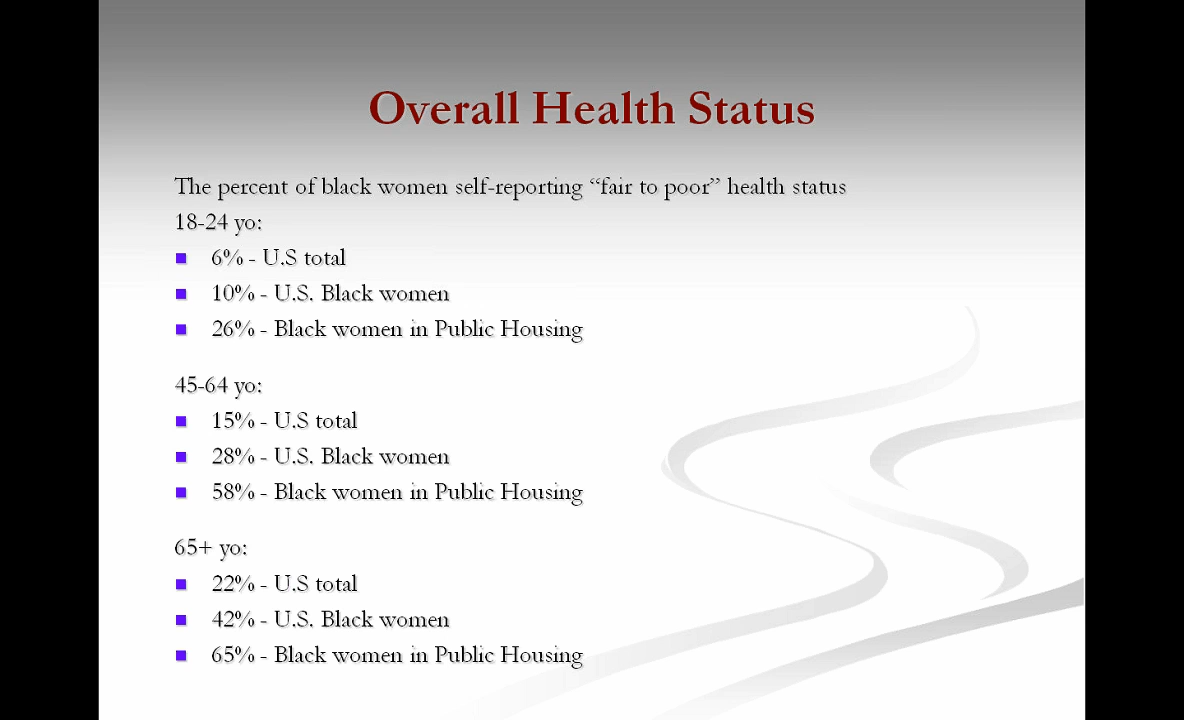 Overall Health Status
The percent of black women self-reporting “fair to poor” health status
18-24 yo:
6% - U.S total
10% - U.S. Black women
26% - Black women in Public Housing
45-64 yo:
15% - U.S total
28% - U.S. Black women
58% - Black women in Public Housing
65+ yo:
22% - U.S total
42% - U.S. Black women
65% - Black women in Public Housing